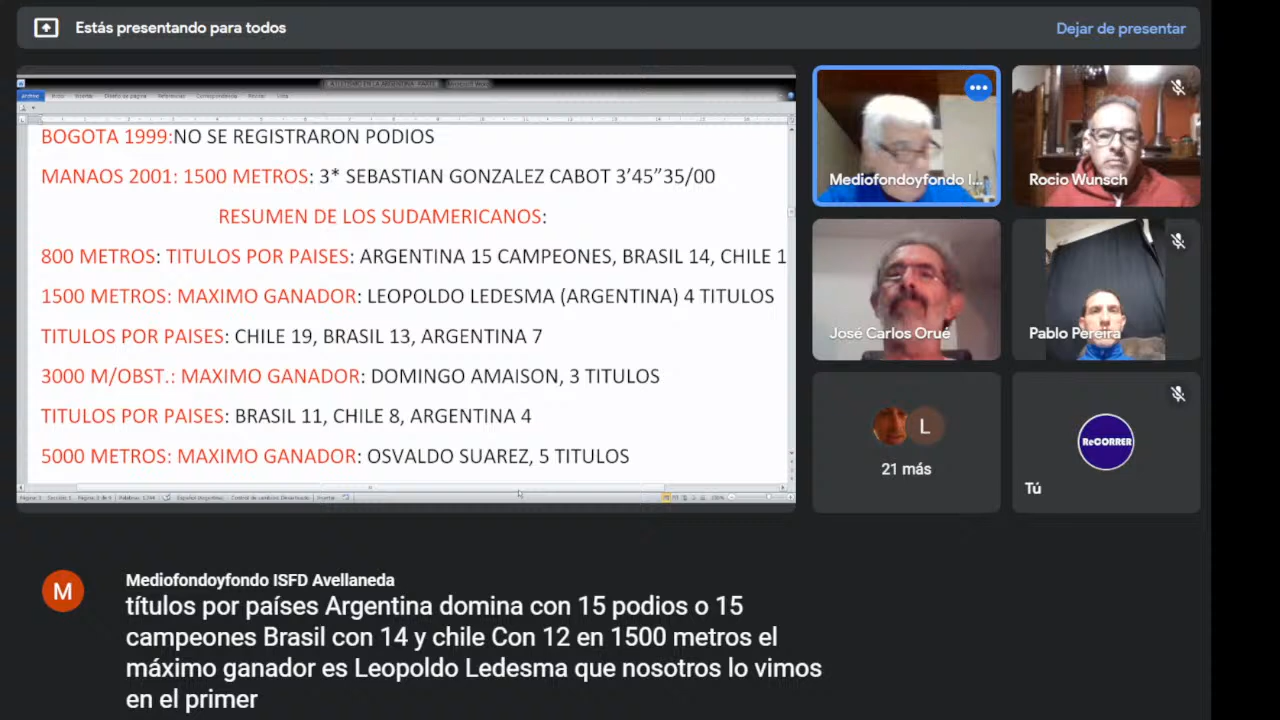 Estás presentando para todos
Dejar de presentar
BOGOTA 1999:NO SE REGISTRARON PODIOS
MANAOS 2001: 1500 METROS: 3* SEBASTIAN GONZALEZ CABOT 3’45”35/00
RESUMEN DE LOS SUDAMERICANOS:
800 METROS: TITULOS POR PAISES: ARGENTINA 15 CAMPEONES, BRASIL 14, CHILE 1
1500 METROS: MAXIMO GANADOR: LEOPOLDO LEDESMA (ARGENTINA) 4 TITULOS
TITULOS POR PAISES: CHILE 19, BRASIL 13, ARGENTINA 7
3000 M/OBST.: MAXIMO GANADOR: DOMINGO AMAISON, 3 TITULOS
TITULOS POR PAISES: BRASIL 11, CHILE 8, ARGENTINA 4
5000 METROS: MAXIMO GANADOR: OSVALDO SUAREZ, 5 TITULOS
Mediofondoyfondo I...
Rocio Wunsch
José Carlos Orué
Pablo Pereira
L
21 más
ReCORRER
Tú
M
Mediofondoyfondo ISFD Avellaneda
títulos por países Argentina domina con 15 podios o 15
campeones Brasil con 14 y chile Con 12 en 1500 metros el
máximo ganador es Leopoldo Ledesma que nosotros lo vimos
en el primer